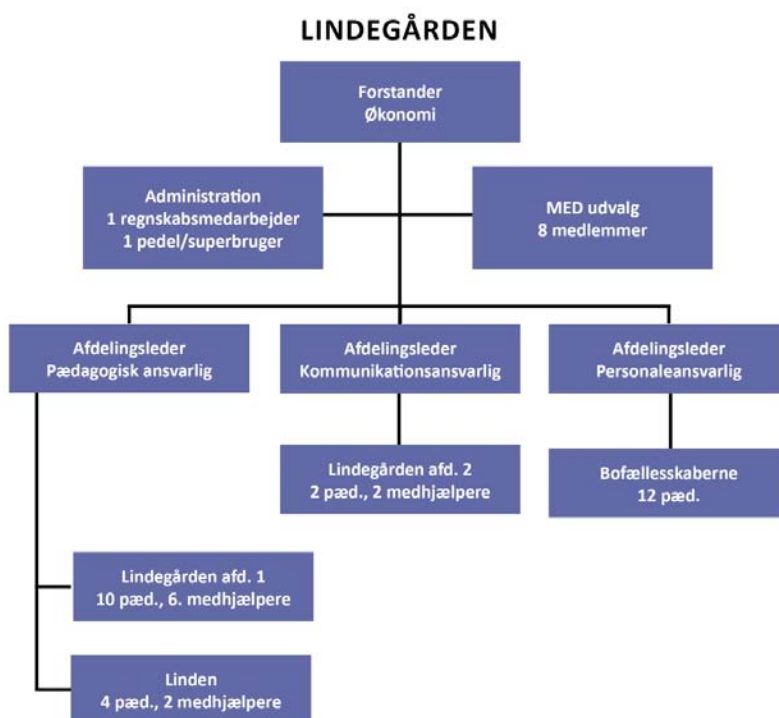 LINDEGÅRDEN
Forstander
Økonomi
Administration
1 regnskabsmedarbejder
1 pedel/superbruger
MED udvalg
8 medlemmer
Afdelingsleder
Pædagogisk ansvarlig
Afdelingsleder
Kommunikationsansvarlig
Afdelingsleder
Personaleansvarlig
Lindegården afd. 2
2 pæd., 2 medhjælpere
Bofællesskaberne
12 pæd.
Lindegården afd. 1
10 pæd., 6. medhjælpere
Linden
4 pæd., 2 medhjælpere